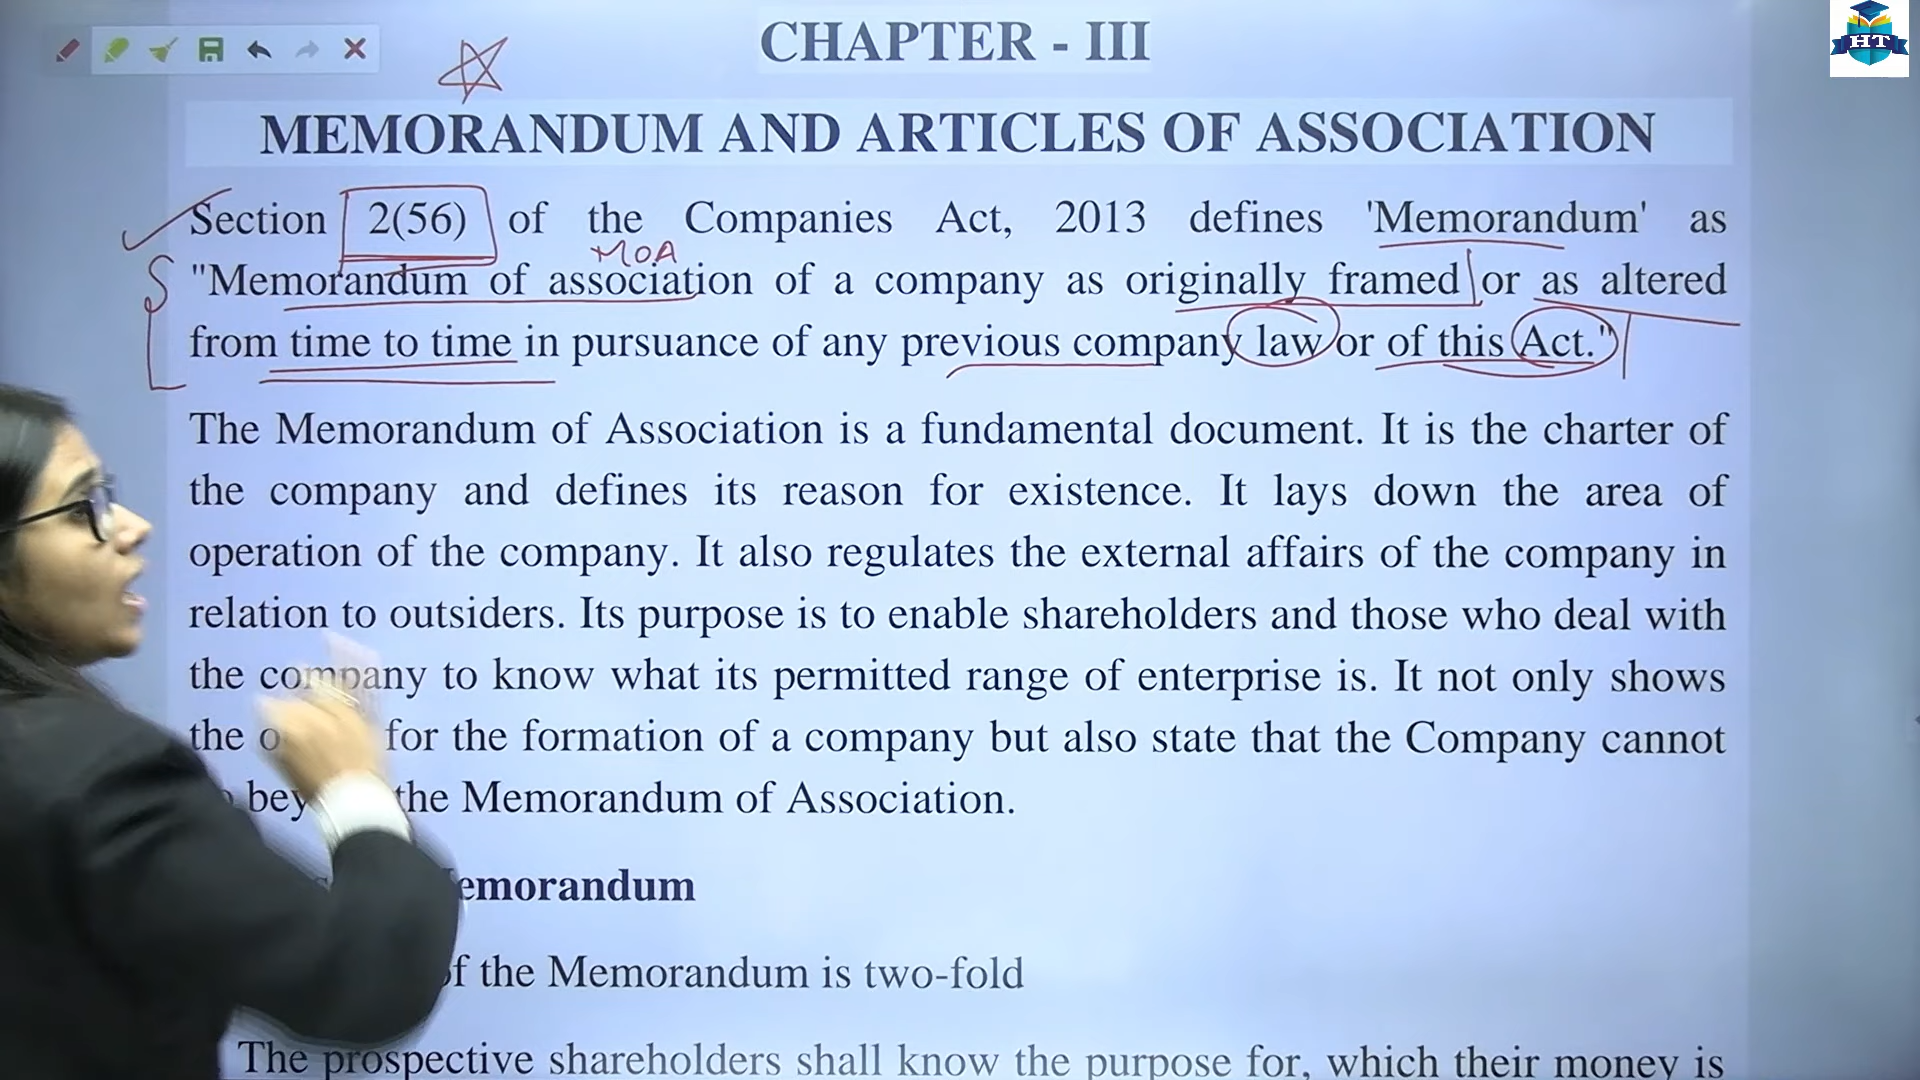 HT
CHAPTER - III
MEMORANDUM AND ARTICLES OF ASSOCIATION
Section 2(56) of the Companies Act, 2013 defines 'Memorandum' as
MOA
"Memorandum of association of a company as originally framed or as altered
from time to time in pursuance of any previous company law or of this Act."
The Memorandum of Association is a fundamental document. It is the charter of
the company and defines its reason for existence. It lays down the area of
operation of the company. It also regulates the external affairs of the company in
relation to outsiders. Its purpose is to enable shareholders and those who deal with
the company to know what its permitted range of enterprise is. It not only shows
the for the formation of a company but also state that the Company cannot
the Memorandum of Association.
emorandum
of the Memorandum is two-fold
The prospective shareholders shall know the purpose for, which their money is